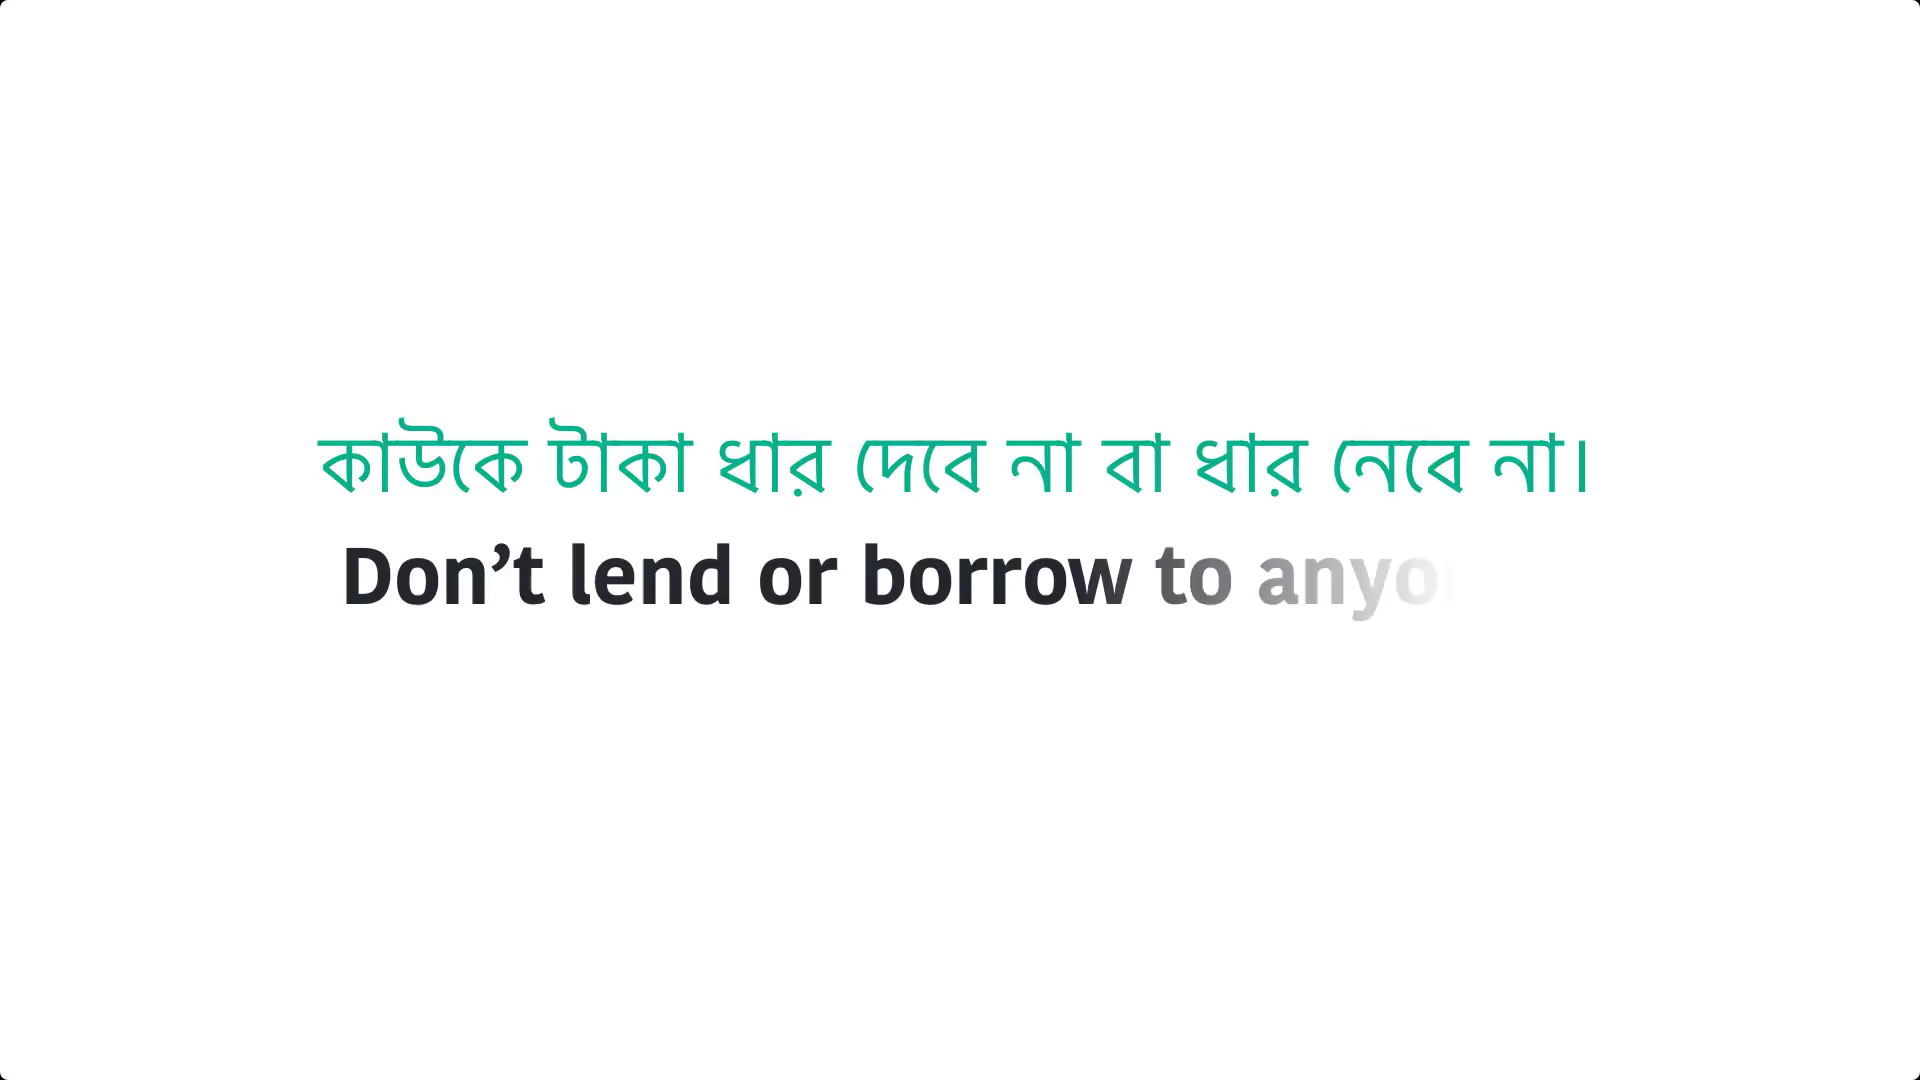 কাউকে টাকা ধার দেবে না বা ধার নেবে না।
Don’t lend or borrow to